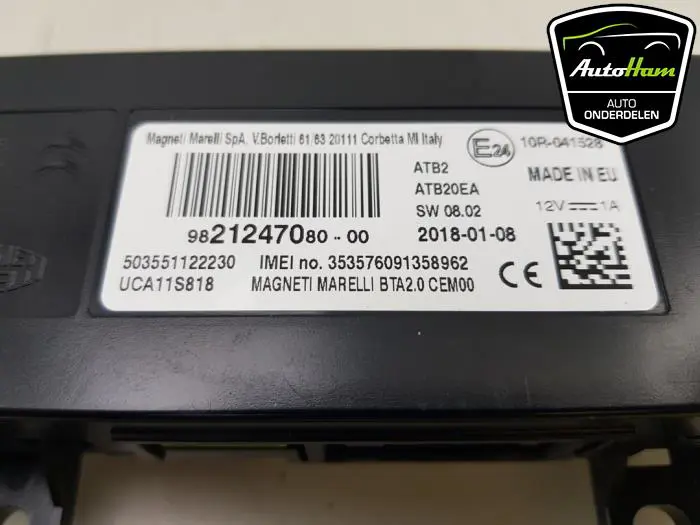 AutoHam
AUTO
ONDERDELEN
Magneti Marelli SpA. V.Borletti 61/63 20111 Corbetta MI Italy
E24
10R-041528
ATB2
MADE IN EU
ATB20EA
SW 08.02
12V 1A
9821247080-00
2018-01-08
503551122230 IMEI no. 353576091358962
CE
UCA11S818 MAGNETI MARELLI BTA2.0 CEM00